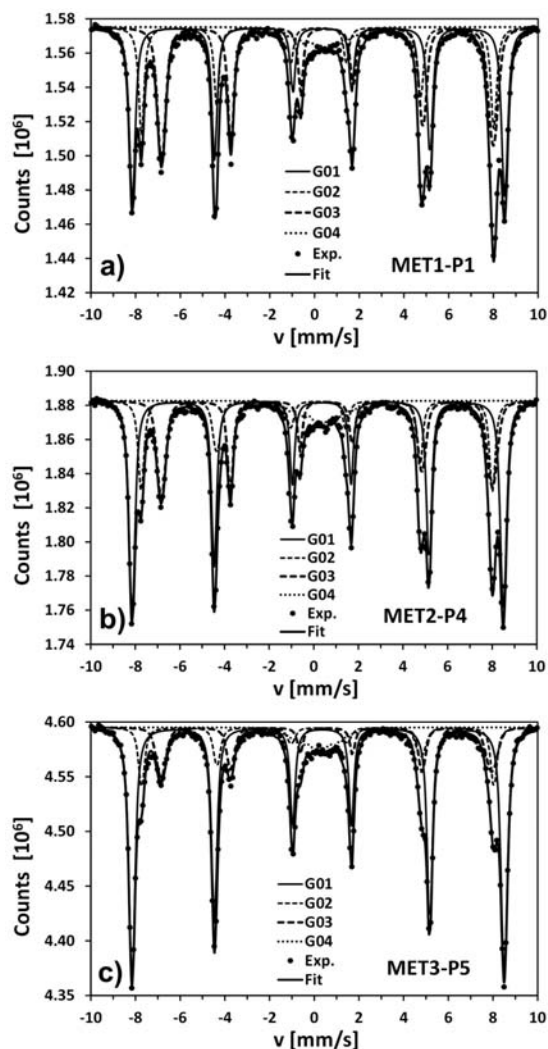 1.58
1.56
1.54
1.52
1.50
1.48
1.46
1.44
1.42
Counts [10⁶]
G01
G02
G03
G04
Exp.
Fit
a)
MET1-P1
-10 -8 -6 -4 -2 0 2 4 6 8 10
v [mm/s]
1.90
1.88
1.86
1.84
1.82
1.80
1.78
1.76
1.74
Counts [10⁶]
G01
G02
G03
G04
Exp.
Fit
b)
MET2-P4
-10 -8 -6 -4 -2 0 2 4 6 8 10
v [mm/s]
4.60
4.55
4.50
4.45
4.40
4.35
Counts [10⁶]
G01
G02
G03
G04
Exp.
Fit
c)
MET3-P5
-10 -8 -6 -4 -2 0 2 4 6 8 10
v [mm/s]